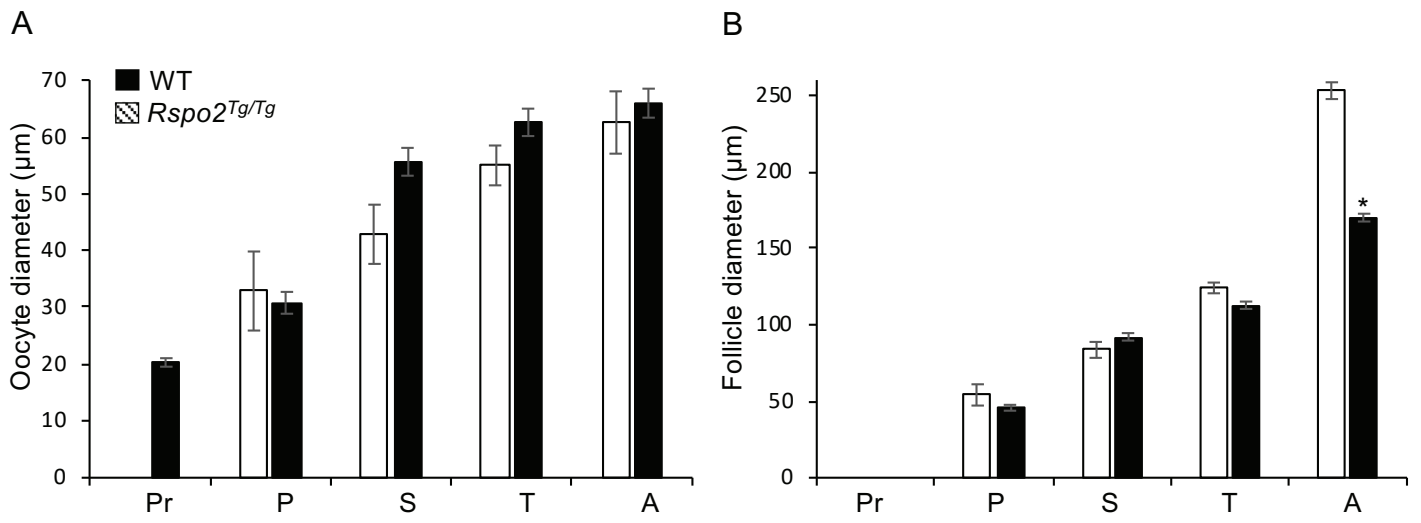 A
WT
Rspo2Tg/Tg
Oocyte diameter (μm)
70
60
50
40
30
20
10
0
Pr P S T A
B
Follicle diameter (μm)
250
200
150
100
50
0
*
Pr P S T A